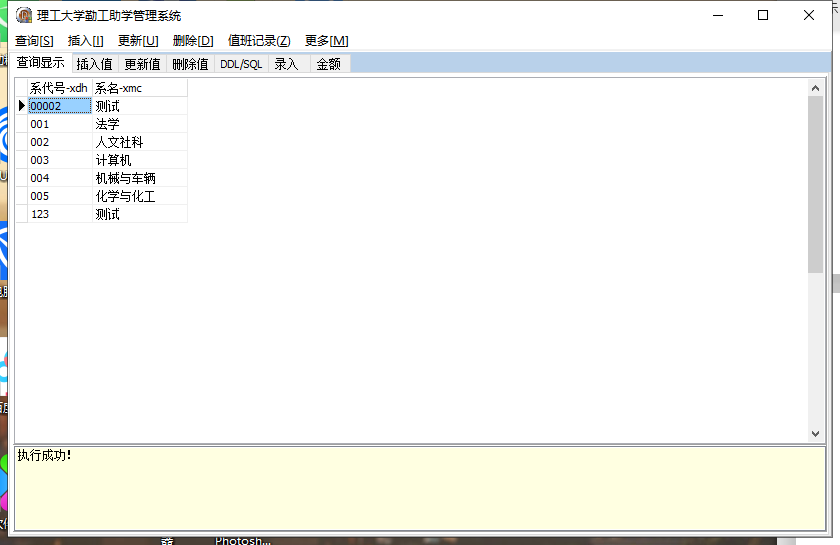 理工大学勤工助学管理系统
查询[S] 插入[I] 更新[U] 删除[D] 值班记录(Z) 更多[M]
查询显示 插入值 更新值 删除值 DDL/SQL 录入 金额
系代号-xdh 系名-xmc
00002 测试
001 法学
002 人文社科
003 计算机
004 机械与车辆
005 化学与化工
123 测试
执行成功!
Photosh...